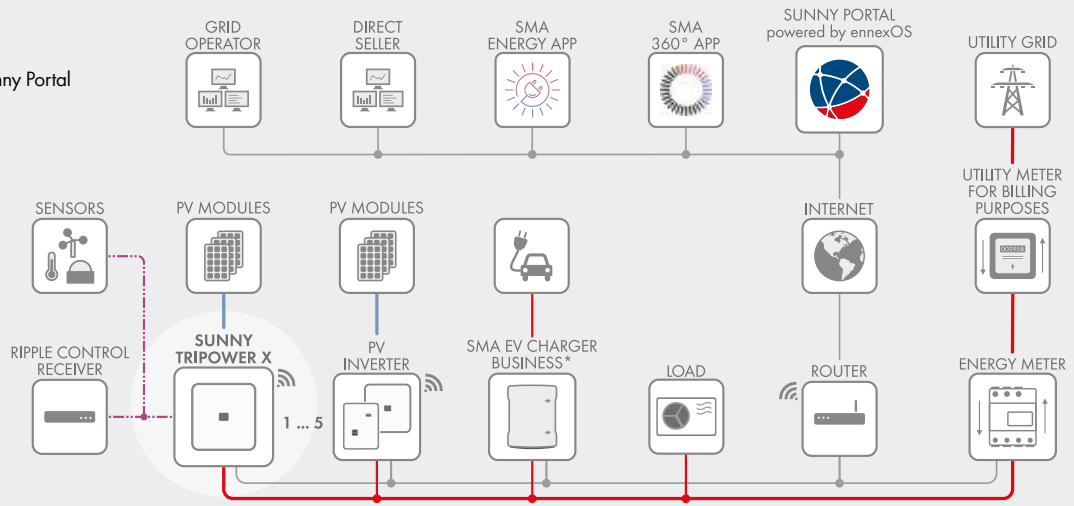 GRID
OPERATOR
DIRECT
SELLER
SMA
ENERGY APP
SMA
360° APP
SUNNY PORTAL
powered by ennexOS
UTILITY GRID
nny Portal
SENSORS
PV MODULES
PV MODULES
INTERNET
UTILITY METER
FOR BILLING
PURPOSES
RIPPLE CONTROL
RECEIVER
SUNNY
TRIPOWER X
1 ... 5
PV
INVERTER
SMA EV CHARGER
BUSINESS*
LOAD
ROUTER
ENERGY METER